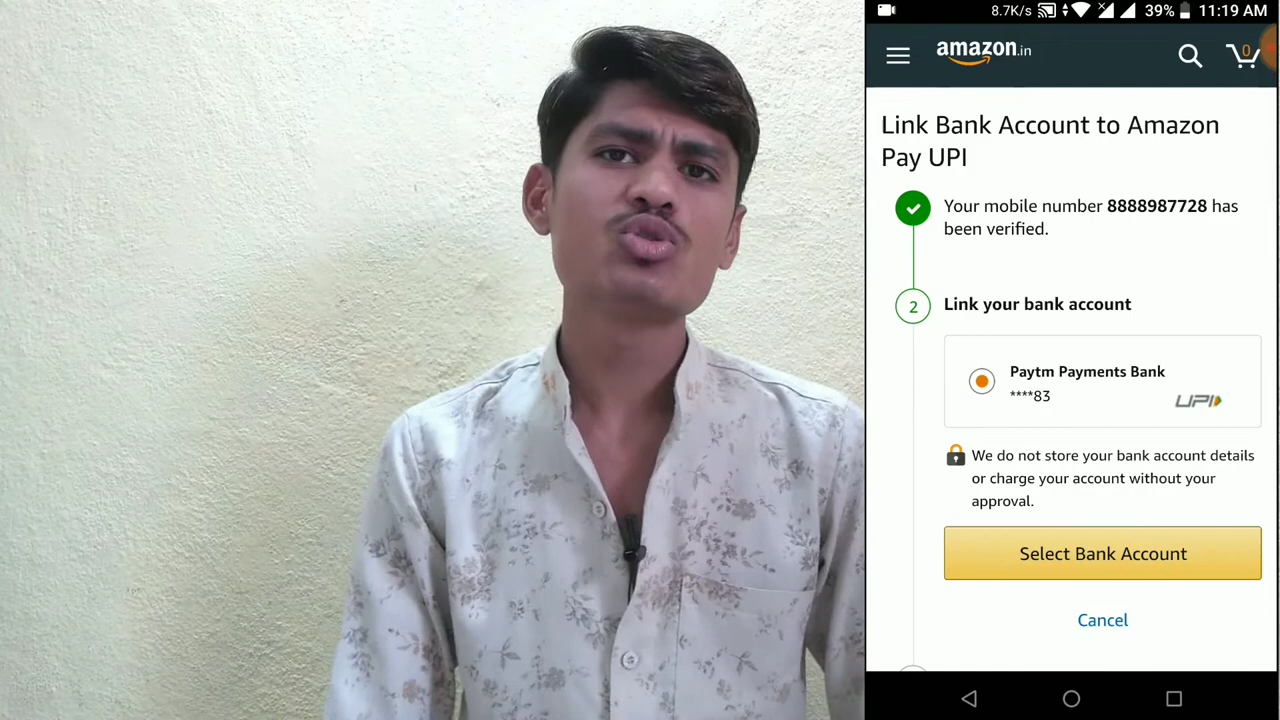 8.7K/s 39% 11:19 AM
amazon.in 0
Link Bank Account to Amazon
Pay UPI
Your mobile number 8888987728 has
been verified.
2 Link your bank account
Paytm Payments Bank
****83
UPI
We do not store your bank account details
or charge your account without your
approval.
Select Bank Account
Cancel